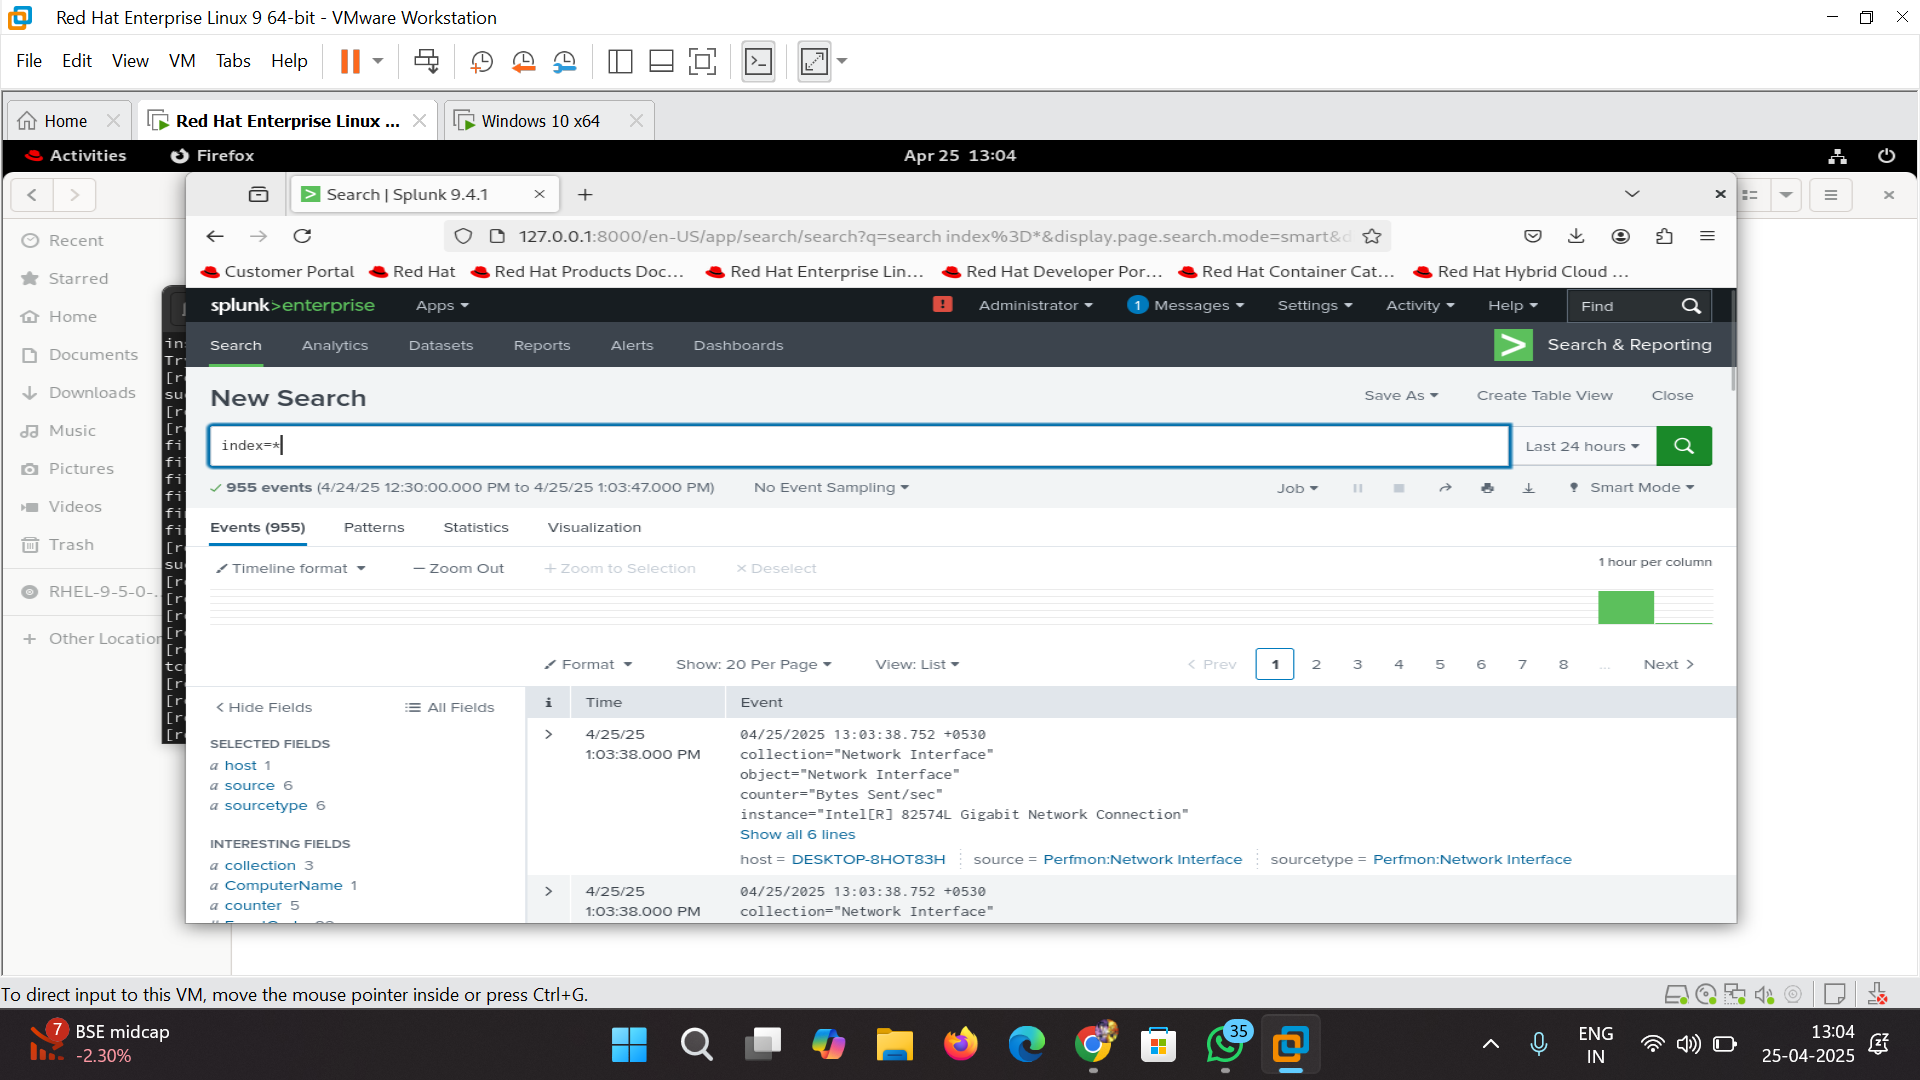 Red Hat Enterprise Linux 9 64-bit - VMware Workstation
File Edit View VM Tabs Help
Home
Red Hat Enterprise Linux ...
Windows 10 x64
Activities
Firefox
Apr 25 13:04
Search | Splunk 9.4.1
127.0.0.1:8000/en-US/app/search/search?q=search index%3D*&display.page.search.mode=smart&d
Customer Portal
Red Hat
Red Hat Products Doc...
Red Hat Enterprise Lin...
Red Hat Developer Por...
Red Hat Container Cat...
Red Hat Hybrid Cloud ...
splunk>enterprise
Apps
Administrator
1 Messages
Settings
Activity
Help
Find
Search
Analytics
Datasets
Reports
Alerts
Dashboards
Search & Reporting
New Search
Save As
Create Table View
Close
index=*
Last 24 hours
955 events (4/24/25 12:30:00.000 PM to 4/25/25 1:03:47.000 PM)
No Event Sampling
Job
Smart Mode
Events (955)
Patterns
Statistics
Visualization
Timeline format
— Zoom Out
+ Zoom to Selection
× Deselect
1 hour per column
Format
Show: 20 Per Page
View: List
< Prev
1 2 3 4 5 6 7 8 ...
Next >
< Hide Fields
All Fields
SELECTED FIELDS
a host 1
a source 6
a sourcetype 6
INTERESTING FIELDS
a collection 3
a ComputerName 1
a counter 5
i
Time
Event
4/25/25
1:03:38.000 PM
04/25/2025 13:03:38.752 +0530
collection="Network Interface"
object="Network Interface"
counter="Bytes Sent/sec"
instance="Intel[R] 82574L Gigabit Network Connection"
Show all 6 lines
host = DESKTOP-8HOT83H
source = Perfmon:Network Interface
sourcetype = Perfmon:Network Interface
4/25/25
1:03:38.000 PM
04/25/2025 13:03:38.752 +0530
collection="Network Interface"
Recent
Starred
Home
Documents
Downloads
Music
Pictures
Videos
Trash
RHEL-9-5-0-...
Other Location
To direct input to this VM, move the mouse pointer inside or press Ctrl+G.
7
BSE midcap
-2.30%
35
ENG
IN
13:04
25-04-2025